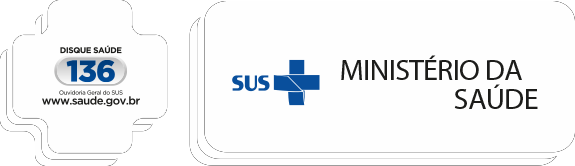 DISQUE SAÚDE
136
Ouvidoria Geral do SUS
www.saude.gov.br
SUS
MINISTÉRIO DA
SAÚDE